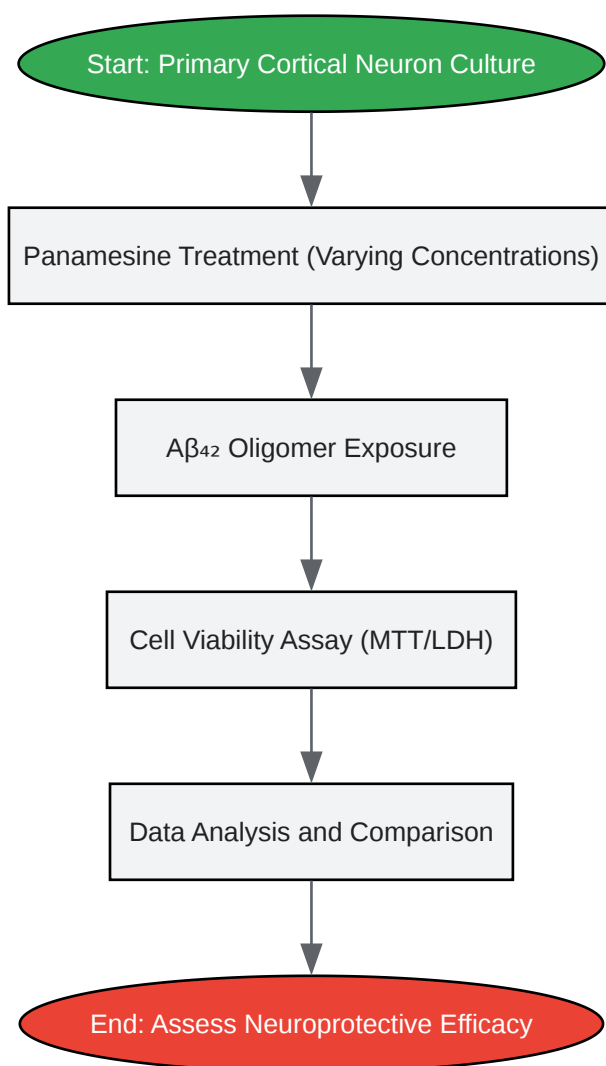 Start: Primary Cortical Neuron Culture
Panamesine Treatment (Varying Concentrations)
Aβ₄₂ Oligomer Exposure
Cell Viability Assay (MTT/LDH)
Data Analysis and Comparison
End: Assess Neuroprotective Efficacy